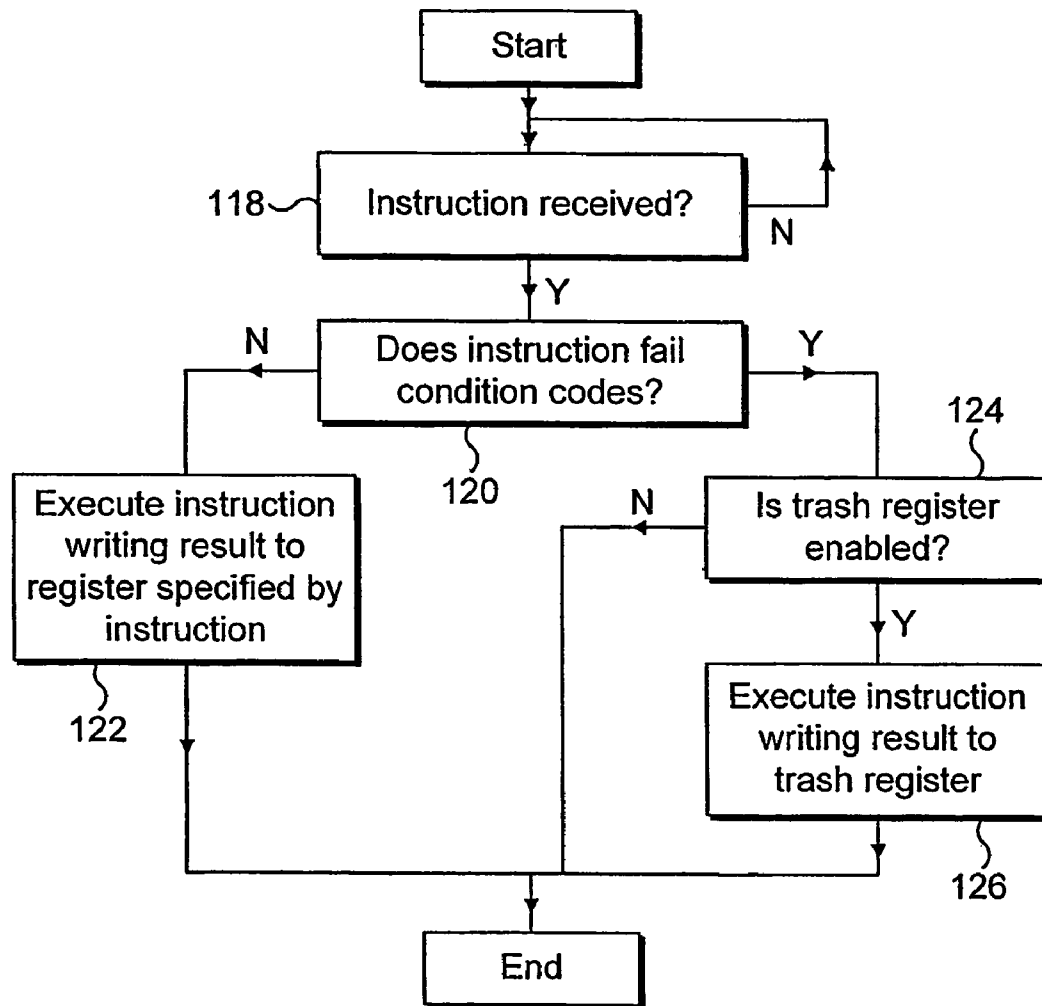 Start
Instruction received?
118
N
Y
Does instruction fail
condition codes?
N
Y
120
124
Execute instruction
writing result to
register specified by
instruction
122
Is trash register
enabled?
N
Y
Execute instruction
writing result to
trash register
126
End